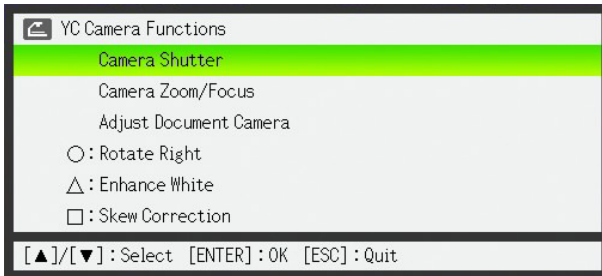 YC Camera Functions
Camera Shutter
Camera Zoom/Focus
Adjust Document Camera
○：Rotate Right
△：Enhance White
□：Skew Correction
[▲]/[▼]：Select [ENTER]：OK [ESC]：Quit